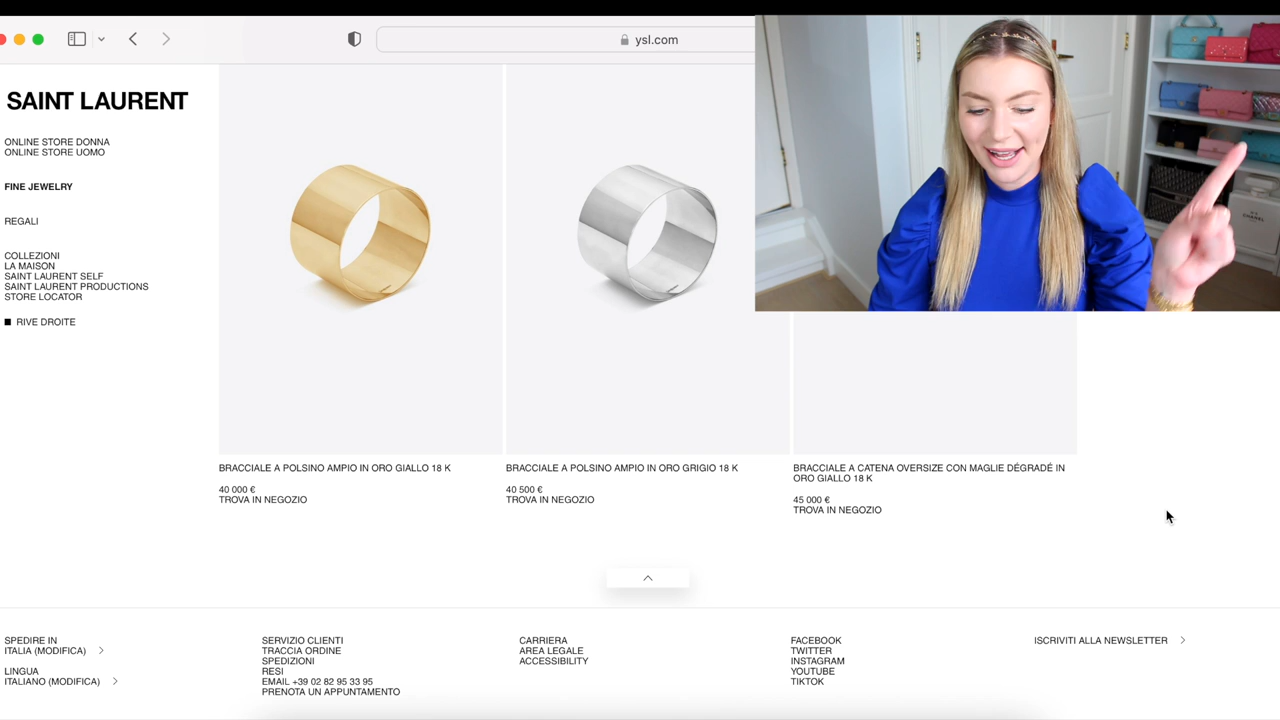 ysl.com
SAINT LAURENT
ONLINE STORE DONNA
ONLINE STORE UOMO
FINE JEWELRY
REGALI
COLLEZIONI
LA MAISON
SAINT LAURENT SELF
SAINT LAURENT PRODUCTIONS
STORE LOCATOR
RIVE DROITE
BRACCIALE A POLSINO AMPIO IN ORO GIALLO 18 K
40 000 €
TROVA IN NEGOZIO
BRACCIALE A POLSINO AMPIO IN ORO GRIGIO 18 K
40 500 €
TROVA IN NEGOZIO
BRACCIALE A CATENA OVERSIZE CON MAGLIE DÉGRADÉ IN
ORO GIALLO 18 K
45 000 €
TROVA IN NEGOZIO
SPEDIRE IN
ITALIA (MODIFICA)
LINGUA
ITALIANO (MODIFICA)
SERVIZIO CLIENTI
TRACCIA ORDINE
SPEDIZIONI
RESI
EMAIL +39 02 82 95 33 95
PRENOTA UN APPUNTAMENTO
CARRIERA
AREA LEGALE
ACCESSIBILITY
FACEBOOK
TWITTER
INSTAGRAM
YOUTUBE
TIKTOK
ISCRIVITI ALLA NEWSLETTER
CHANEL